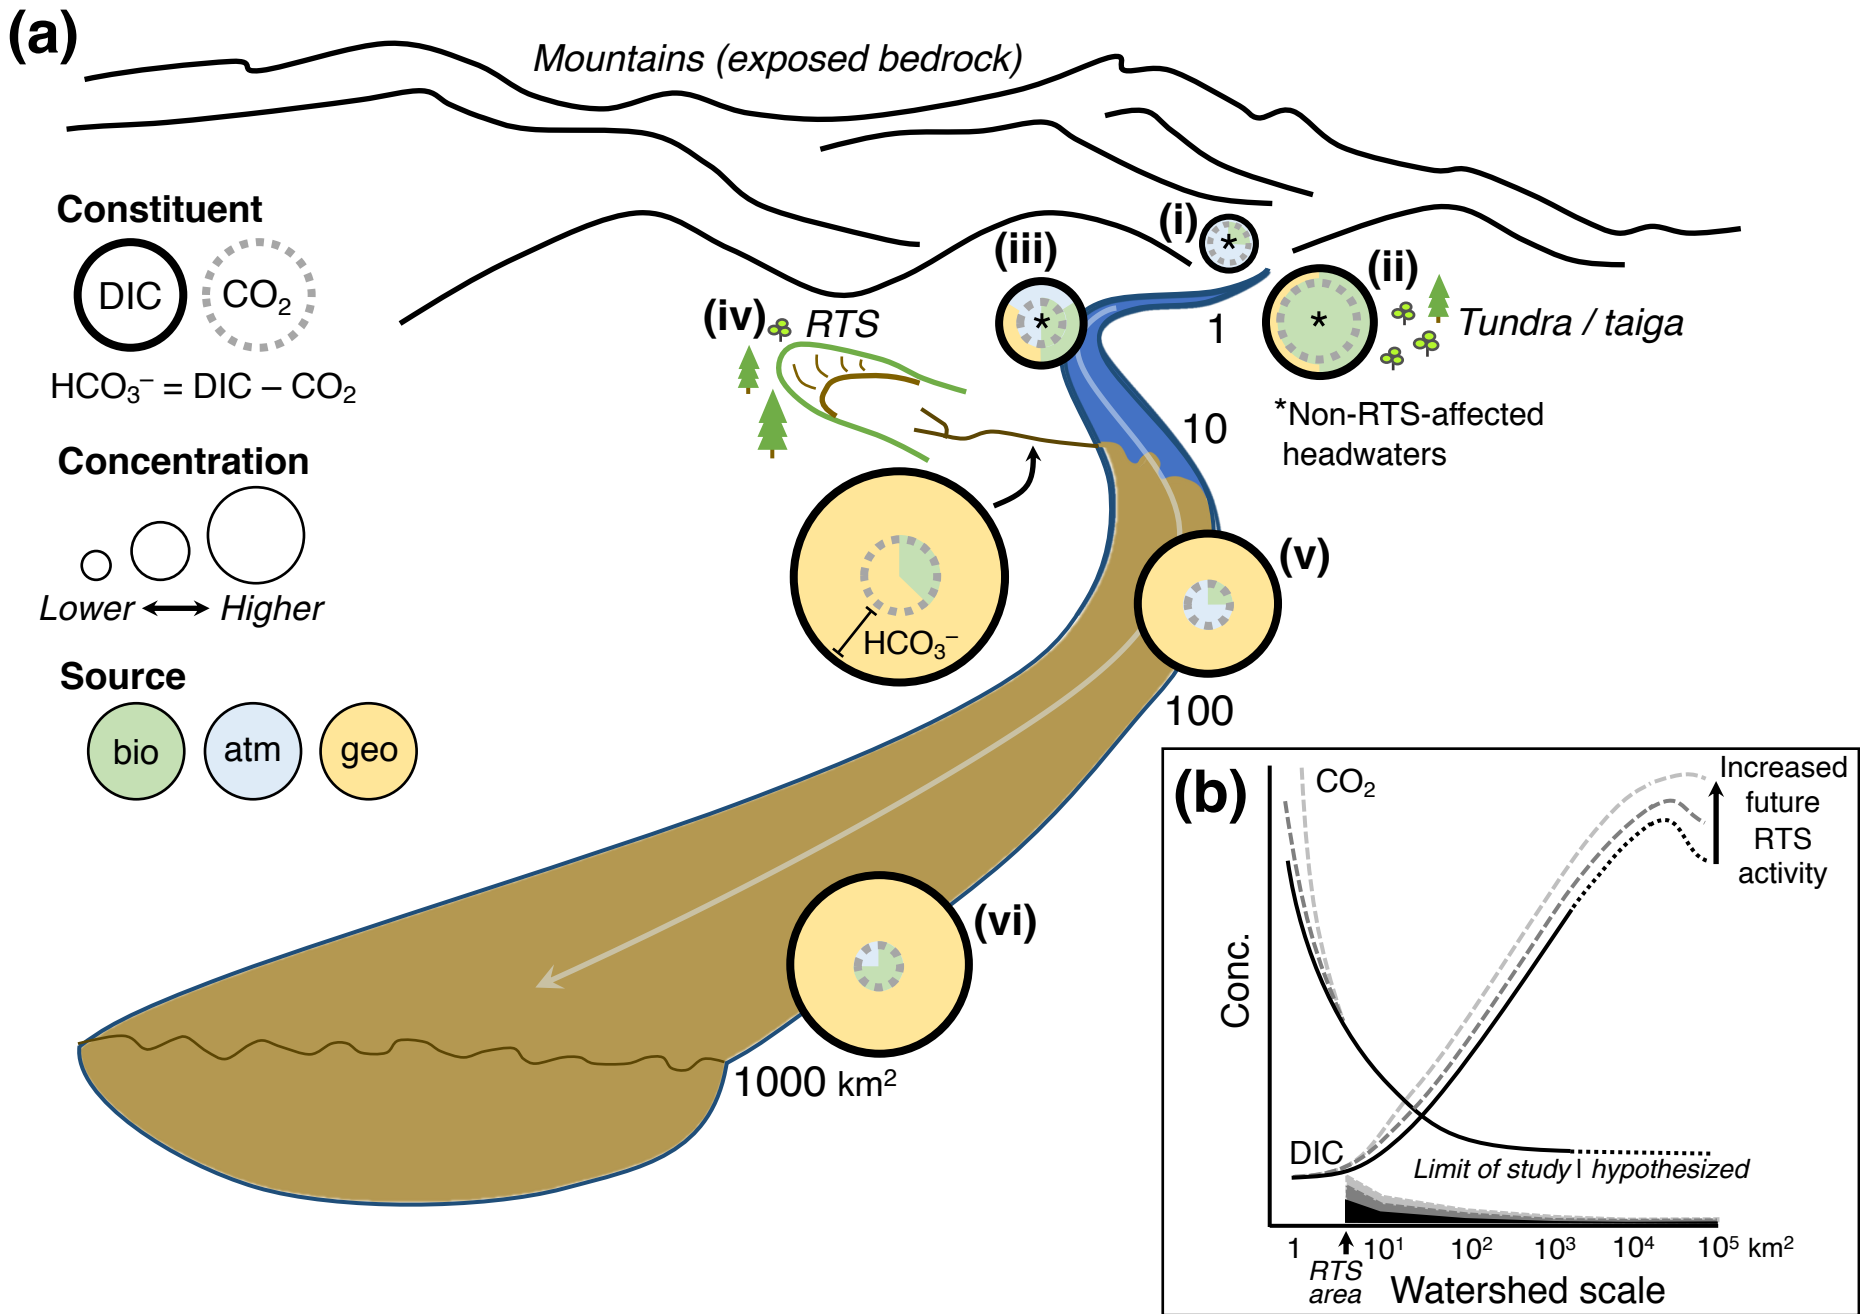 (a)
Mountains (exposed bedrock)
Constituent
DIC
CO₂
HCO₃⁻ = DIC – CO₂
Concentration
Lower
Higher
Source
bio
atm
geo
(i)
*
(ii)
*
Tundra / taiga
(iii)
*
(iv)
RTS
*Non-RTS-affected
headwaters
1
10
HCO₃⁻
(v)
100
(vi)
1000 km²
(b)
CO₂
Increased
future
RTS
activity
Conc.
DIC
Limit of study | hypothesized
1
10¹
10²
10³
10⁴
10⁵ km²
RTS
area
Watershed scale